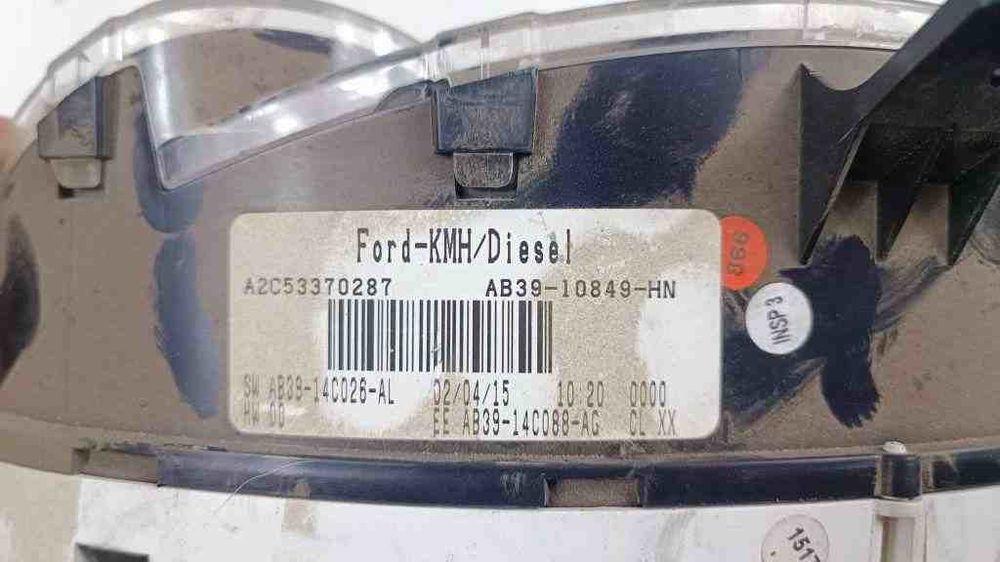 Ford-KMH/Diesel
A2C53370287 AB39-10849-HN
SW AB39-14C026-AL 02/04/15 10 20 0000
HW 00 EE AB39-14C088-AG CL XX
366
INSP 3
1517